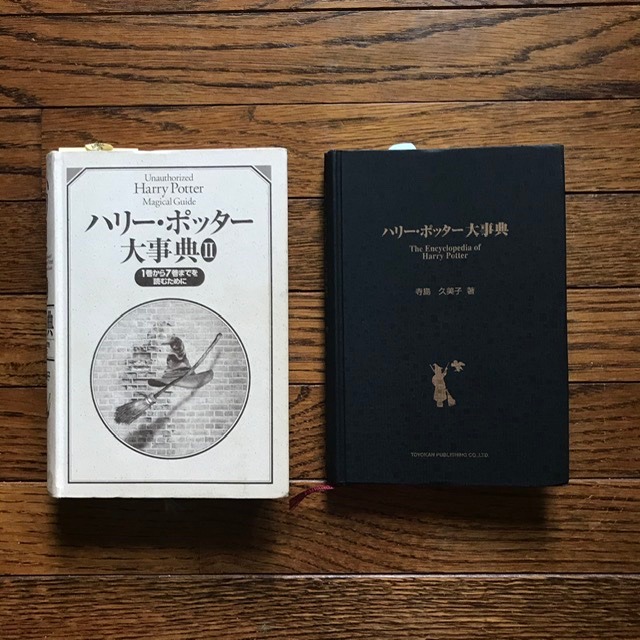 Unauthorized
Harry Potter
Magical Guide
ハリー・ポッター
大事典II
1巻から7巻までを
読むために
ハリー・ポッター大事典
The Encyclopedia of
Harry Potter
寺島 久美子 著
TOYOKAN PUBLISHING CO.,LTD.